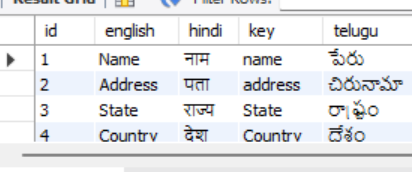 Result Grid Filter Rows:
id english hindi key telugu
1 Name नाम name పేరు
2 Address पता address చిరునామా
3 State राज्य State రాష్ట్రం
4 Country देश Country దేశం